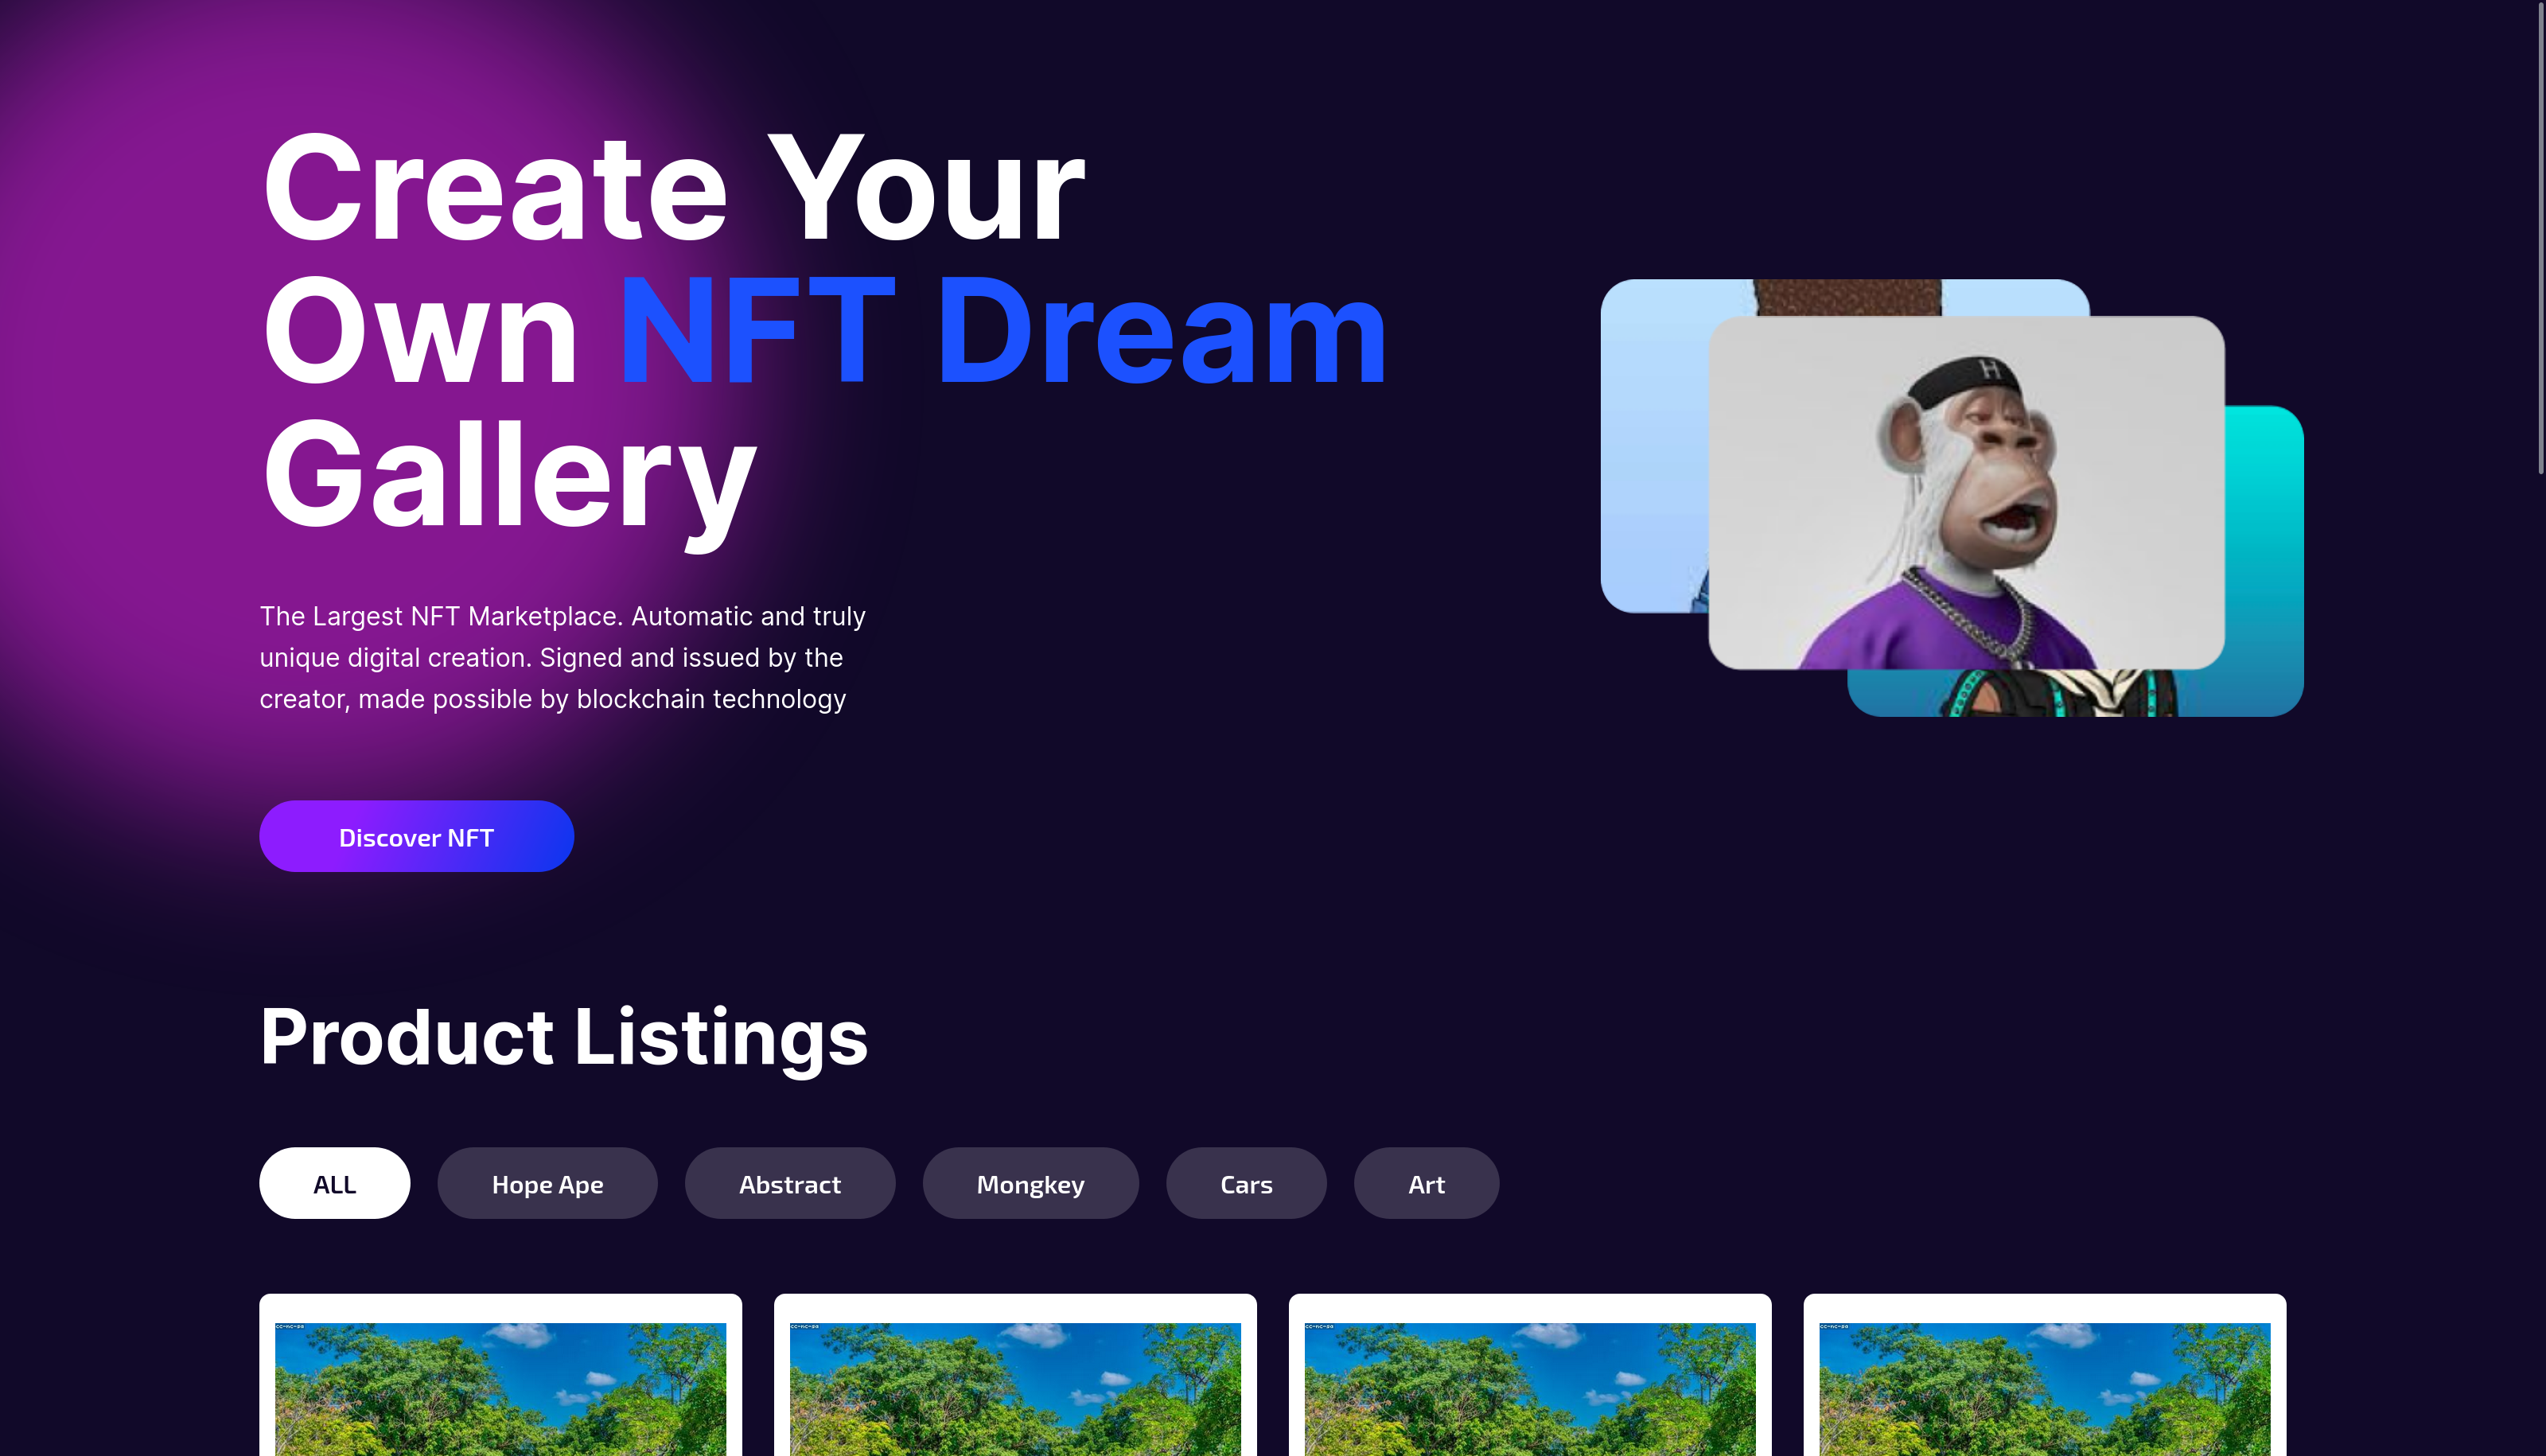 Create Your
Own NFT Dream
Gallery
H
The Largest NFT Marketplace. Automatic and truly
unique digital creation. Signed and issued by the
creator, made possible by blockchain technology
Discover NFT
Product Listings
ALL
Hope Ape
Abstract
Mongkey
Cars
Art